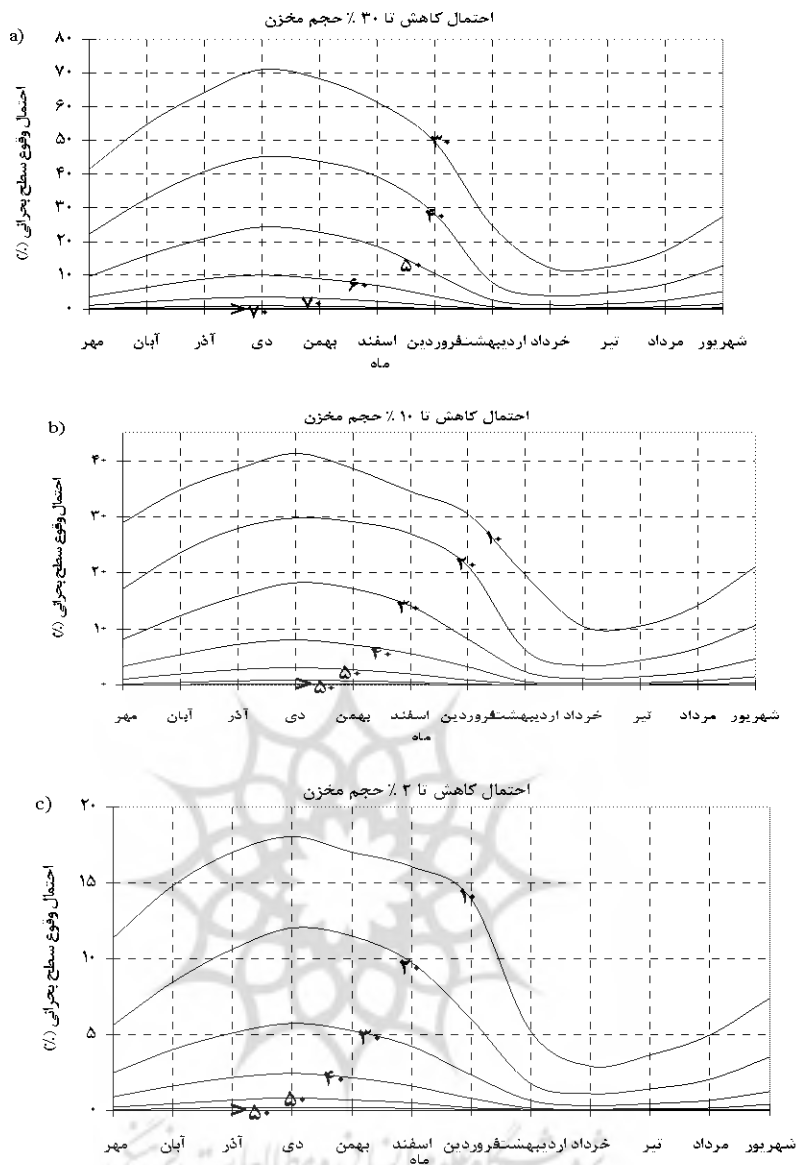 احتمال کاهش تا ۳۰ ٪ حجم مخزن
a)
احتمال وقوع سطح بحرانی (٪)
۸۰
۷۰
۶۰
۵۰
۴۰
۳۰
۲۰
۱۰
۰
۳۰
۴۰
۵۰
۶۰
۷۰
>۷۰
مهر آبان آذر دی بهمن اسفند فروردین اردیبهشت خرداد تیر مرداد شهریور
ماه
احتمال کاهش تا ۱۰ ٪ حجم مخزن
b)
احتمال وقوع سطح بحرانی (٪)
۴۰
۳۰
۲۰
۱۰
۰
۱۰
۲۰
۳۰
۴۰
۵۰
>۵۰
مهر آبان آذر دی بهمن اسفند فروردین اردیبهشت خرداد تیر مرداد شهریور
ماه
احتمال کاهش تا ۲ ٪ حجم مخزن
c)
احتمال وقوع سطح بحرانی (٪)
۲۰
۱۵
۱۰
۵
۰
۱۰
۲۰
۳۰
۴۰
۵۰
>۵۰
مهر آبان آذر دی بهمن اسفند فروردین اردیبهشت خرداد تیر مرداد شهریور
ماه